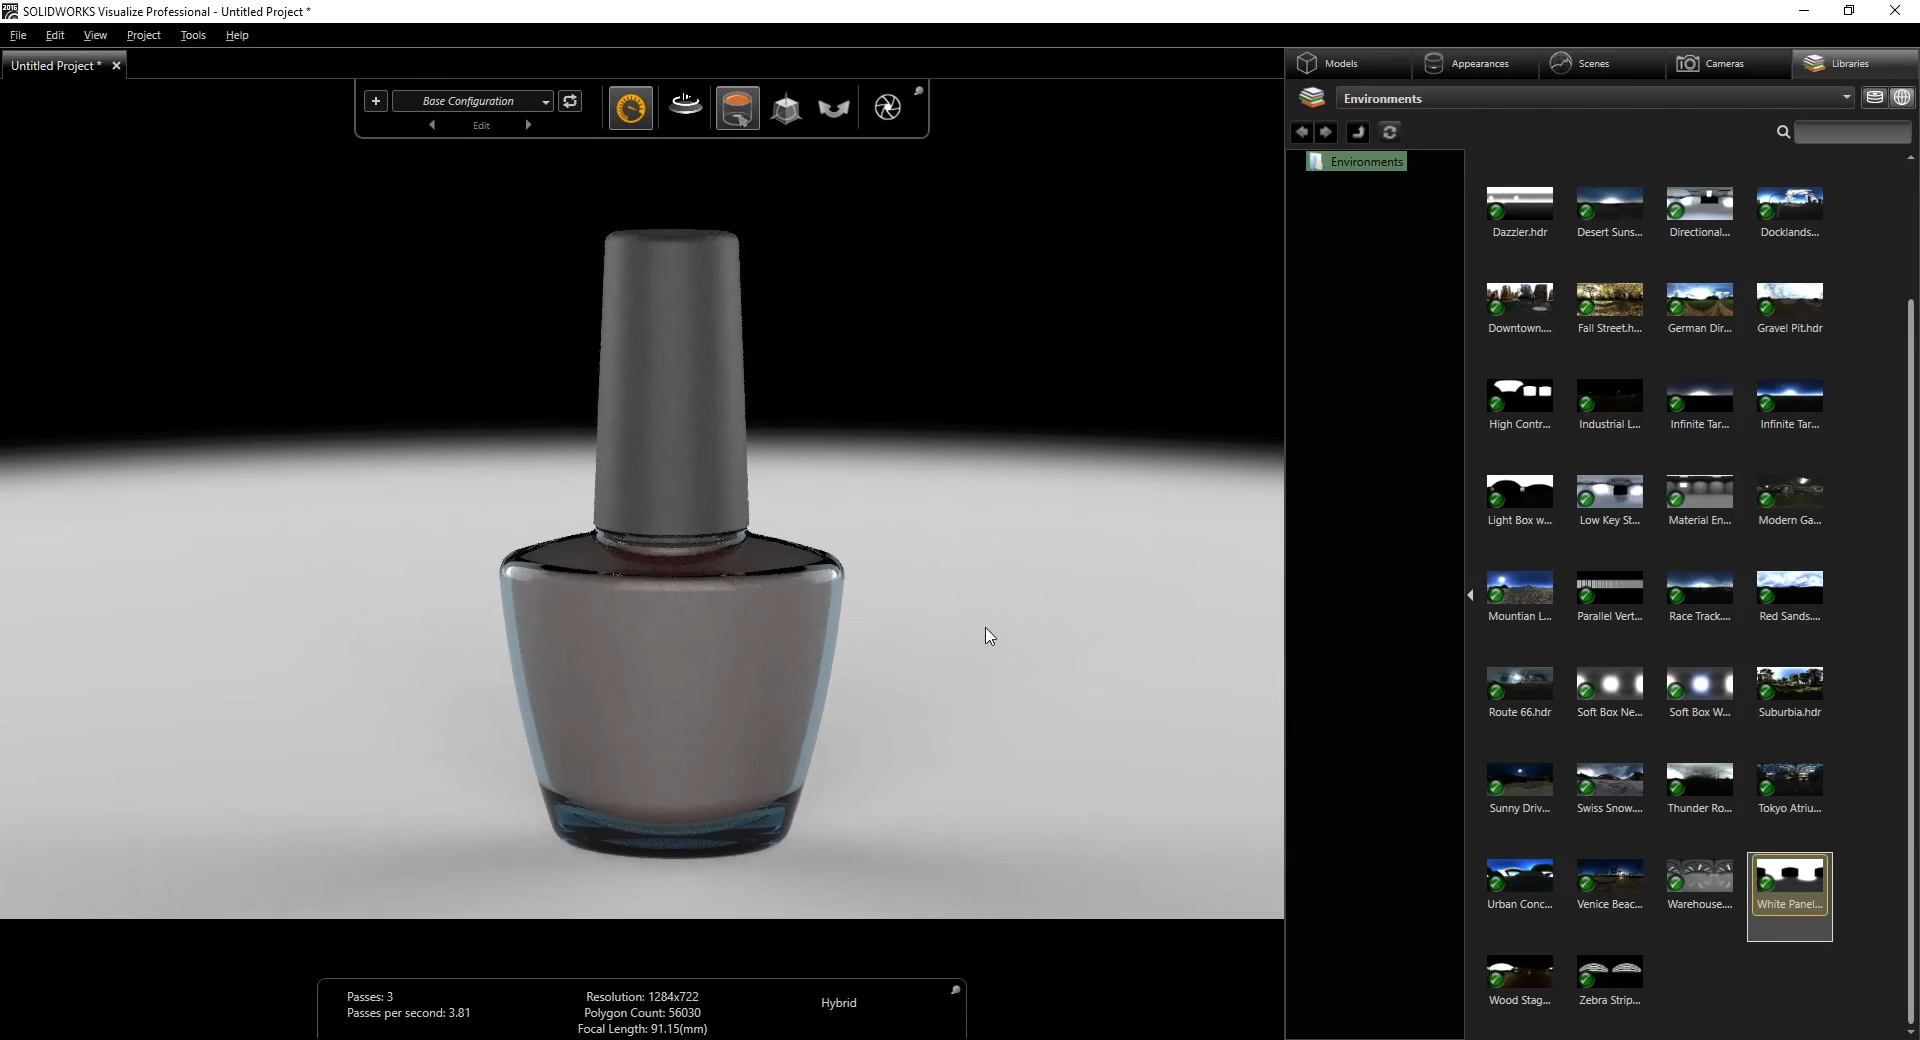 SOLIDWORKS Visualize Professional - Untitled Project *
File Edit View Project Tools Help
Untitled Project *
Base Configuration
Edit
Models Appearances Scenes Cameras Libraries
Environments
Environments
Dazzler.hdr Desert Suns... Directional... Docklands...
Downtown.... Fall Street.h... German Dir... Gravel Pit.hdr
High Contr... Industrial L... Infinite Tar... Infinite Tar...
Light Box w... Low Key St... Material En... Modern Ga...
Mountian L... Parallel Vert... Race Track.... Red Sands....
Route 66.hdr Soft Box Ne... Soft Box W... Suburbia.hdr
Sunny Driv... Swiss Snow.... Thunder Ro... Tokyo Atriu...
Urban Conc... Venice Beac... Warehouse.... White Panel...
Wood Stag... Zebra Strip...
Passes: 3
Passes per second: 3.81
Resolution: 1284x722
Polygon Count: 56030
Focal Length: 91.15(mm)
Hybrid